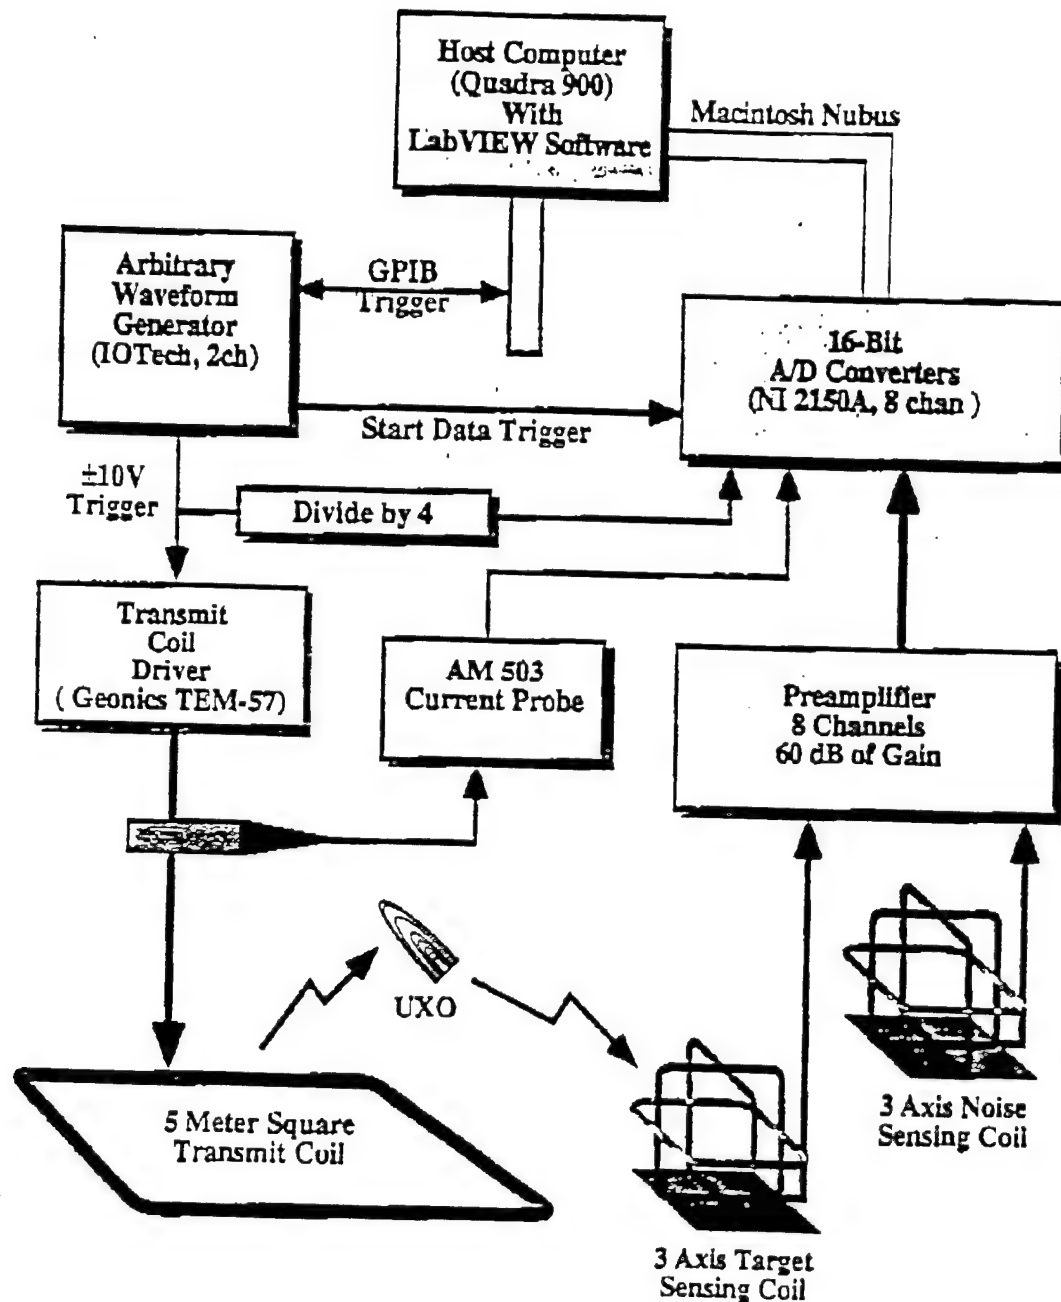 Host Computer
(Quadra 900)
With
LabVIEW Software
Macintosh Nubus
Arbitrary
Waveform
Generator
(IOTech, 2ch)
GPIB
Trigger
16-Bit
A/D Converters
(NI 2150A, 8 chan )
Start Data Trigger
±10V
Trigger
Divide by 4
Transmit
Coil
Driver
( Geonics TEM-57)
AM 503
Current Probe
Preamplifier
8 Channels
60 dB of Gain
UXO
5 Meter Square
Transmit Coil
3 Axis Noise
Sensing Coil
3 Axis Target
Sensing Coil